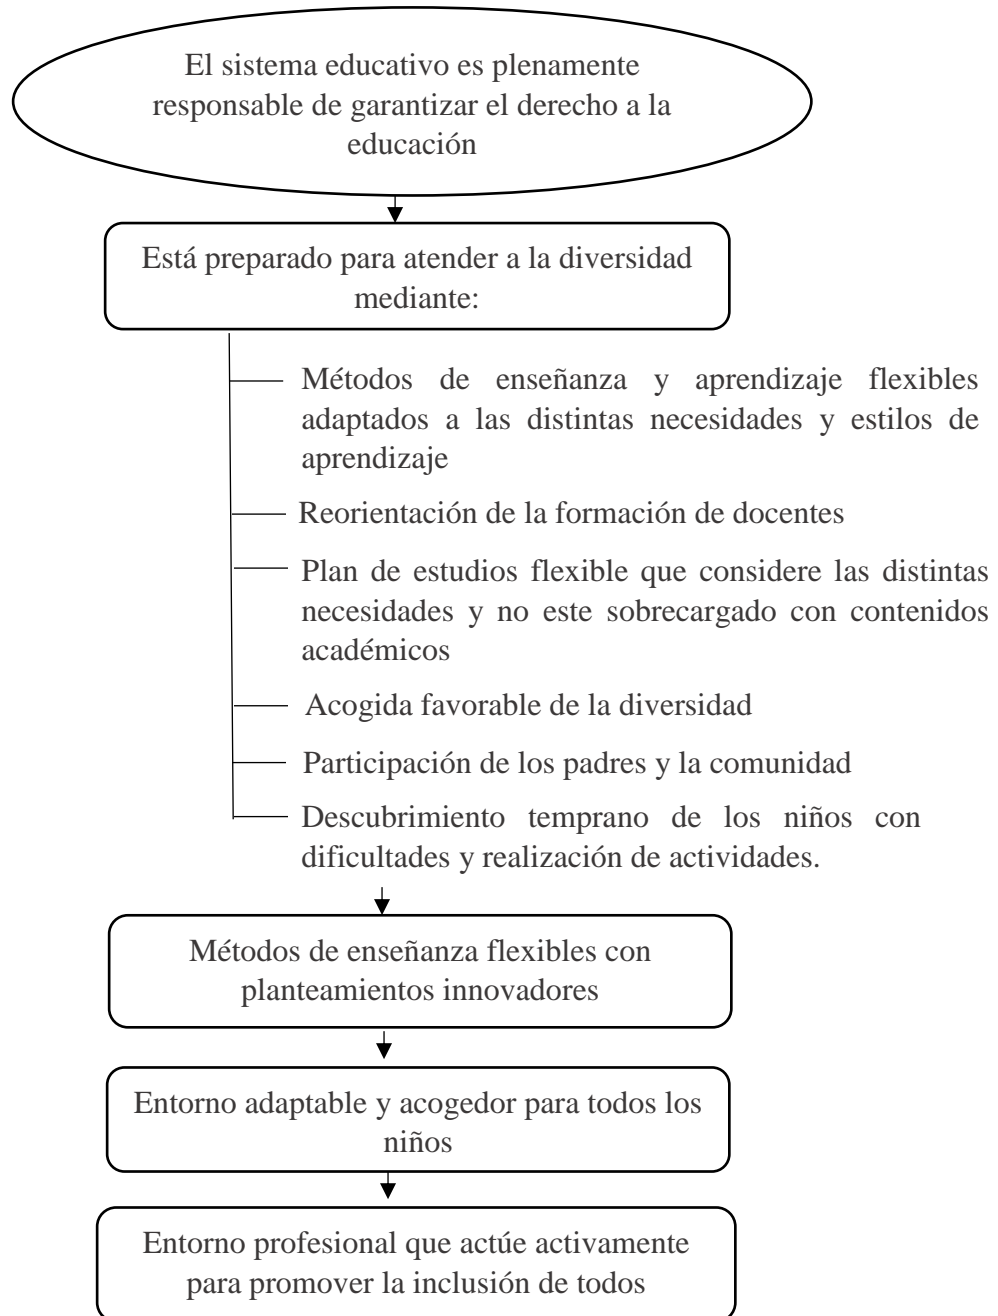 El sistema educativo es plenamente
responsable de garantizar el derecho a la
educación
Está preparado para atender a la diversidad
mediante:
Métodos de enseñanza y aprendizaje flexibles
adaptados a las distintas necesidades y estilos de
aprendizaje
Reorientación de la formación de docentes
Plan de estudios flexible que considere las distintas
necesidades y no este sobrecargado con contenidos
académicos
Acogida favorable de la diversidad
Participación de los padres y la comunidad
Descubrimiento temprano de los niños con
dificultades y realización de actividades.
Métodos de enseñanza flexibles con
planteamientos innovadores
Entorno adaptable y acogedor para todos los
niños
Entorno profesional que actúe activamente
para promover la inclusión de todos